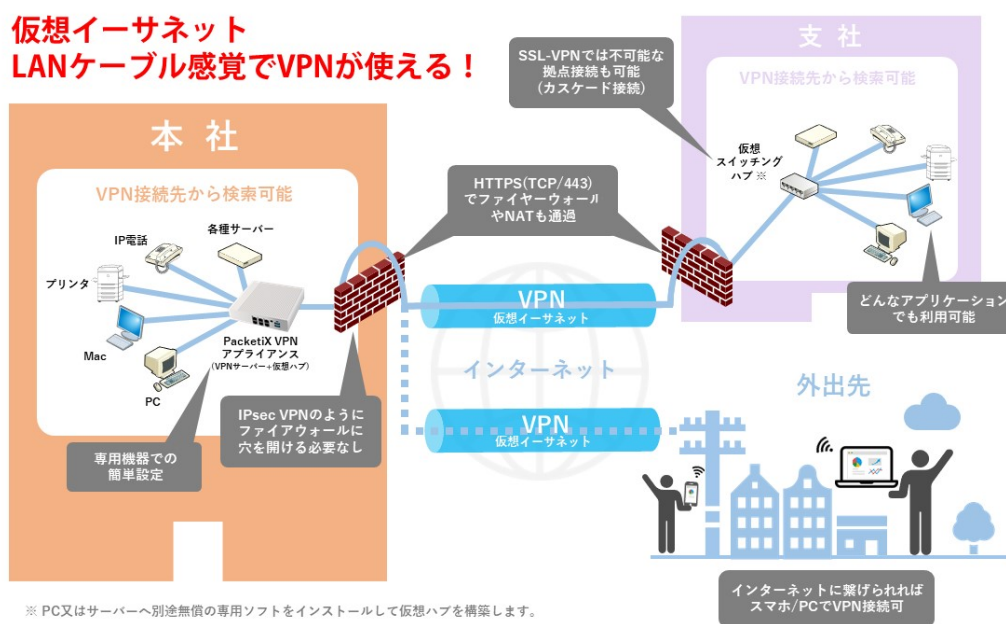 仮想イーサネット
LANケーブル感覚でVPNが使える！
本 社
VPN接続先から検索可能
各種サーバー
IP電話
プリンタ
Mac
PC
PacketiX VPN
アプライアンス
(VPNサーバー+仮想ハブ)
専用機器での
簡単設定
IPsec VPNのように
ファイアウォールに
穴を開ける必要なし
HTTPS(TCP/443)
でファイヤーウォール
やNATも通過
SSL-VPNでは不可能な
拠点接続も可能
(カスケード接続)
支 社
VPN接続先から検索可能
仮想
スイッチング
ハブ ※
どんなアプリケーション
でも利用可能
VPN
仮想イーサネット
インターネット
VPN
仮想イーサネット
外出先
インターネットに繋げられれば
スマホ/PCでVPN接続可
※ PC又はサーバーへ別途無償の専用ソフトをインストールして仮想ハブを構築します。